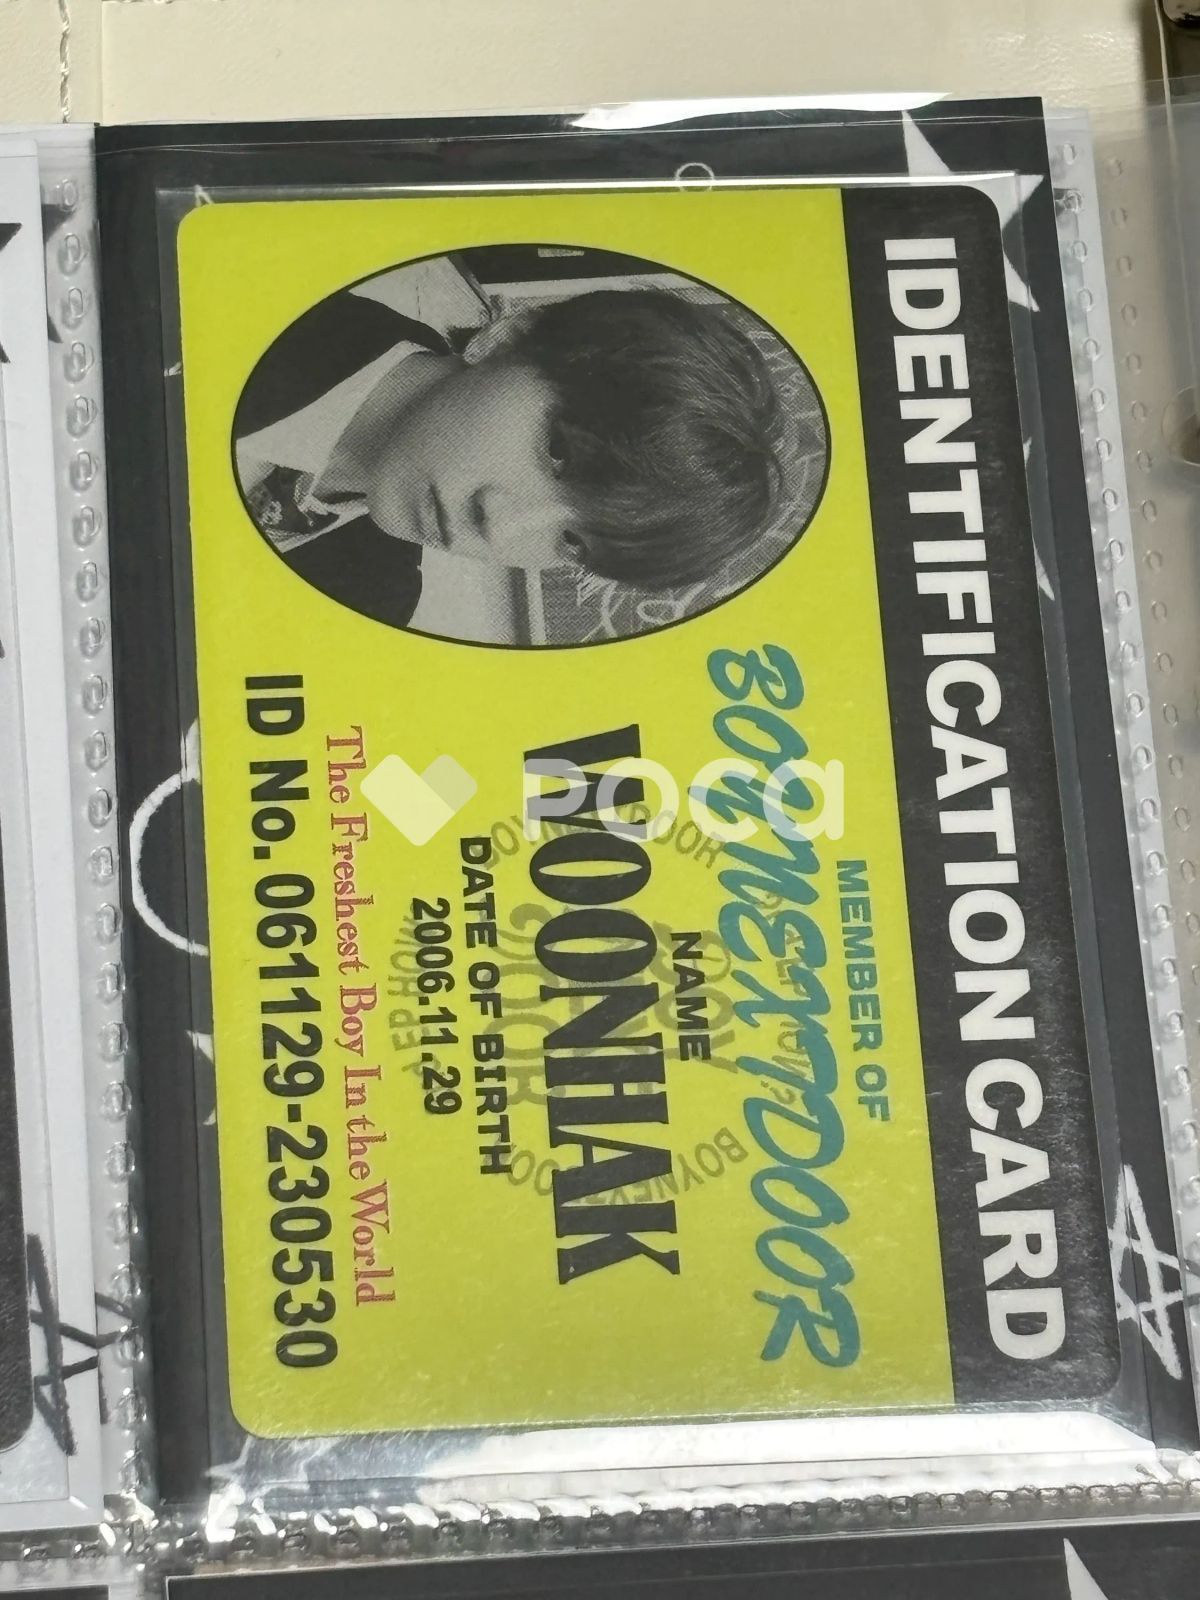 IDENTIFICATION CARD
MEMBER OF
BOYNEXTDOOR
NAME
WOONHAK
DATE OF BIRTH
2006.11.29
The Freshest Boy In the World
ID No. 061129-230530
POCA